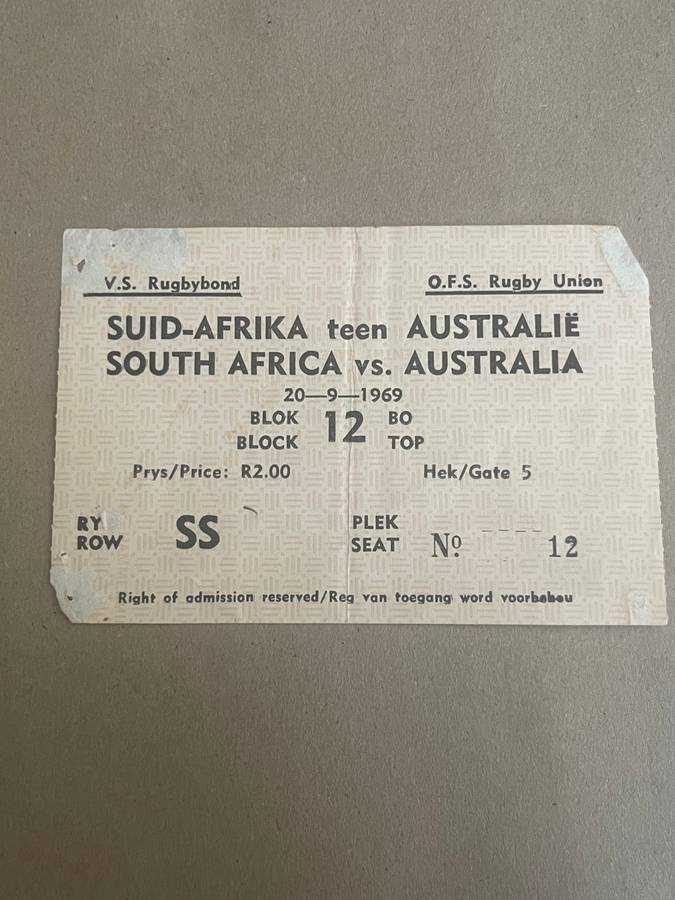 V.S. Rugbybond O.F.S. Rugby Union
SUID-AFRIKA teen AUSTRALIË
SOUTH AFRICA vs. AUSTRALIA
20—9—1969
BLOK 12 BO
BLOCK TOP
Prys/Price: R2.00 Hek/Gate 5
RY SS PLEK
ROW SEAT No. 12
Right of admission reserved/Reg van toegang word voorbehou